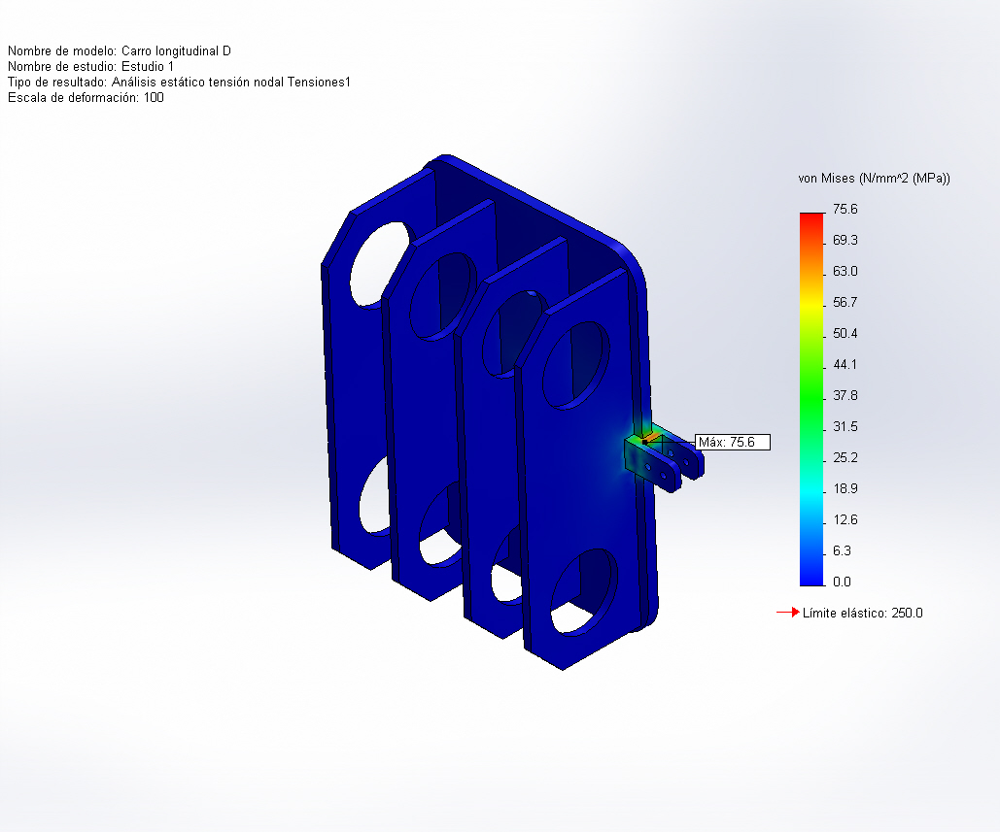 Nombre de modelo: Carro longitudinal D
Nombre de estudio: Estudio 1
Tipo de resultado: Análisis estático tensión nodal Tensiones1
Escala de deformación: 100
von Mises (N/mm^2 (MPa))
75.6
69.3
63.0
56.7
50.4
44.1
37.8
31.5
25.2
18.9
12.6
6.3
0.0
Máx: 75.6
Límite elástico: 250.0